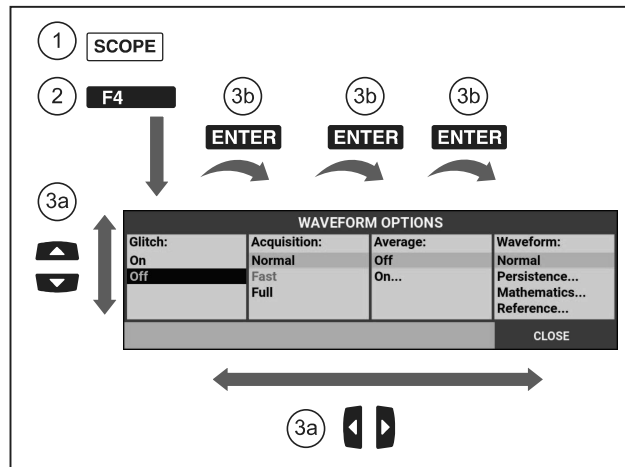 1 SCOPE
2 F4 3b 3b 3b
ENTER ENTER ENTER
3a
WAVEFORM OPTIONS
Glitch: Acquisition: Average: Waveform:
On Normal Off Normal
Off Fast On... Persistence...
Full Mathematics...
Reference...
CLOSE
3a